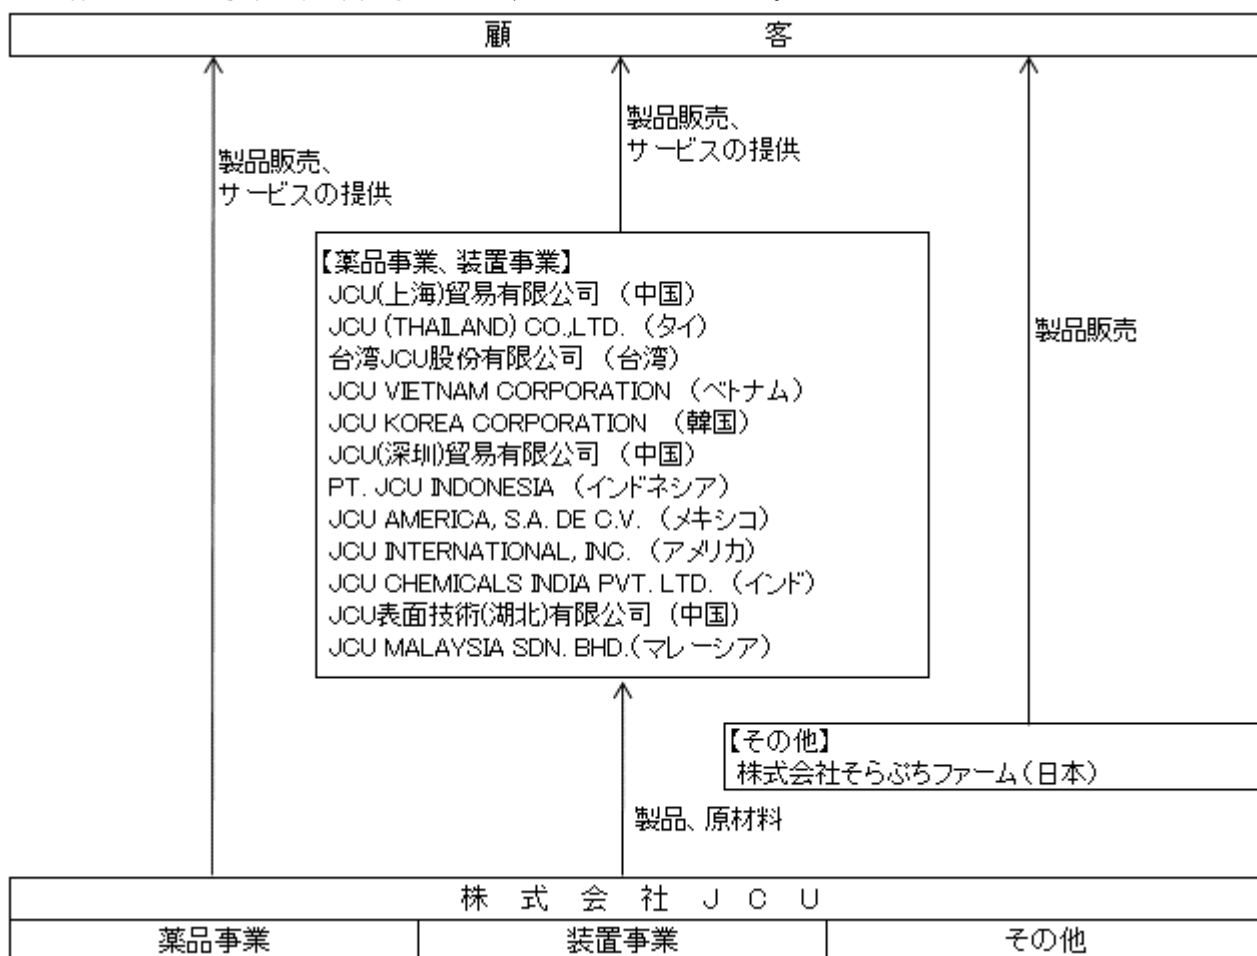 顧客
製品販売、
サービスの提供
製品販売、
サービスの提供
【薬品事業、装置事業】
JCU(上海)貿易有限公司 (中国)
JCU (THAILAND) CO.,LTD. (タイ)
台湾JCU股份有限公司 (台湾)
JCU VIETNAM CORPORATION (ベトナム)
JCU KOREA CORPORATION (韓国)
JCU(深圳)貿易有限公司 (中国)
PT. JCU INDONESIA (インドネシア)
JCU AMERICA, S.A. DE C.V. (メキシコ)
JCU INTERNATIONAL, INC. (アメリカ)
JCU CHEMICALS INDIA PVT. LTD. (インド)
JCU表面技術(湖北)有限公司 (中国)
JCU MALAYSIA SDN. BHD.(マレーシア)
製品販売
【その他】
株式会社そらぷちファーム(日本)
製品、原材料
株式会社JCU
薬品事業
装置事業
その他